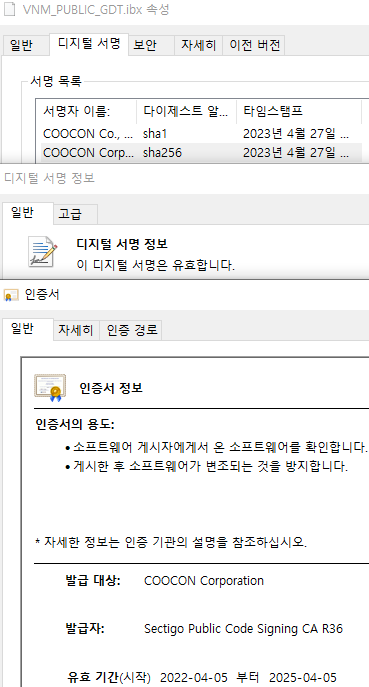 VNM_PUBLIC_GDT.ibx 속성
일반 디지털 서명 보안 자세히 이전 버전
서명 목록
서명자 이름: 다이제스트 알... 타임스탬프
COOCON Co., ... sha1 2023년 4월 27일 ...
COOCON Corp... sha256 2023년 4월 27일 ...
디지털 서명 정보
일반 고급
디지털 서명 정보
이 디지털 서명은 유효합니다.
인증서
일반 자세히 인증 경로
인증서 정보
인증서의 용도:
• 소프트웨어 게시자에게서 온 소프트웨어를 확인합니다.
• 게시한 후 소프트웨어가 변조되는 것을 방지합니다.
* 자세한 정보는 인증 기관의 설명을 참조하십시오.
발급 대상: COOCON Corporation
발급자: Sectigo Public Code Signing CA R36
유효 기간(시작) 2022-04-05 부터 2025-04-05